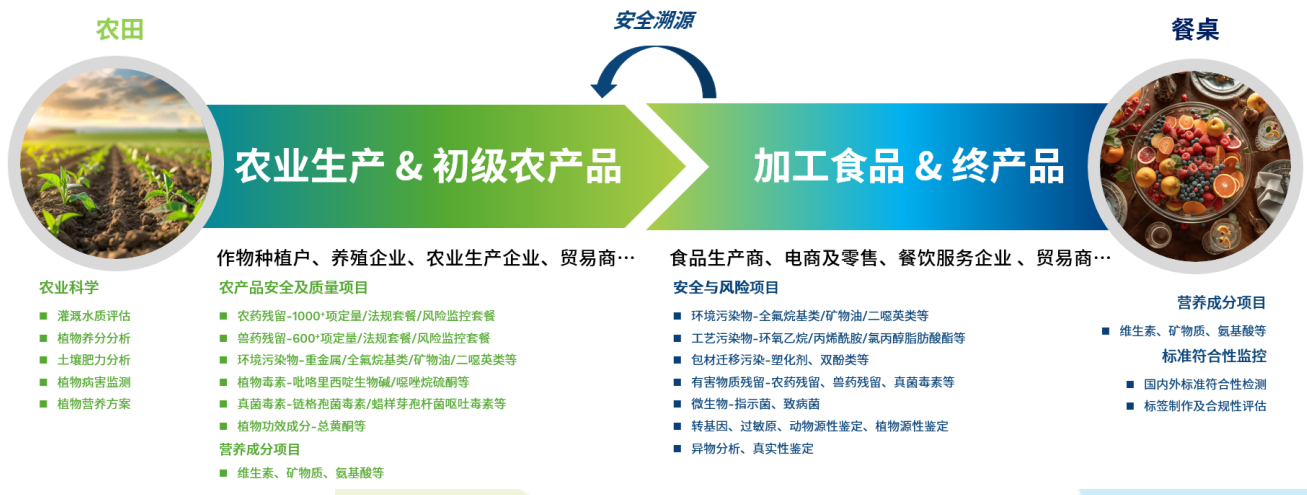 农田
安全溯源
餐桌
农业生产 & 初级农产品
加工食品 & 终产品
作物种植户、养殖企业、农业生产企业、贸易商…
食品生产商、电商及零售、餐饮服务企业 、贸易商…
农业科学
■ 灌溉水质评估
■ 植物养分分析
■ 土壤肥力分析
■ 植物病害监测
■ 植物营养方案
农产品安全及质量项目
■ 农药残留-1000⁺项定量/法规套餐/风险监控套餐
■ 兽药残留-600⁺项定量/法规套餐/风险监控套餐
■ 环境污染物-重金属/全氟烷基类/矿物油/二噁英类等
■ 植物毒素-吡咯里西啶生物碱/噁唑烷硫酮等
■ 真菌毒素-链格孢菌毒素/蜡样芽孢杆菌呕吐毒素等
■ 植物功效成分-总黄酮等
营养成分项目
■ 维生素、矿物质、氨基酸等
安全与风险项目
■ 环境污染物-全氟烷基类/矿物油/二噁英类等
■ 工艺污染物-环氧乙烷/丙烯酰胺/氯丙醇脂肪酸酯等
■ 包材迁移污染-塑化剂、双酚类等
■ 有害物质残留-农药残留、兽药残留、真菌毒素等
■ 微生物-指示菌、致病菌
■ 转基因、过敏原、动物源性鉴定、植物源性鉴定
■ 异物分析、真实性鉴定
营养成分项目
■ 维生素、矿物质、氨基酸等
标准符合性监控
■ 国内外标准符合性检测
■ 标签制作及合规性评估